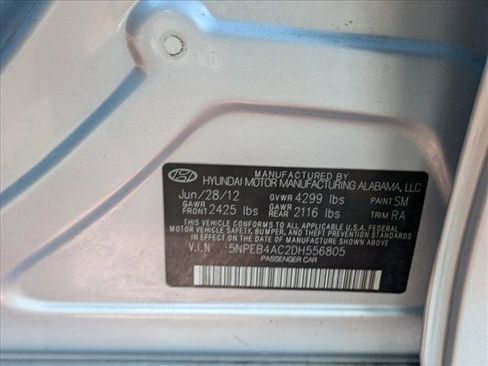 MANUFACTURED BY
HYUNDAI MOTOR MANUFACTURING ALABAMA, LLC
Jun/28/12 GVWR 4299 lbs PAINT SM
GAWR FRONT 2425 lbs GAWR REAR 2116 lbs TRIM RA
THIS VEHICLE CONFORMS TO ALL APPLICABLE U.S.A. FEDERAL
MOTOR VEHICLE SAFETY, BUMPER, AND THEFT PREVENTION
STANDARDS IN EFFECT ON THE DATE OF MANUFACTURE SHOWN ABOVE.
V.I.N 5NPEB4AC2DH556805
PASSENGER CAR